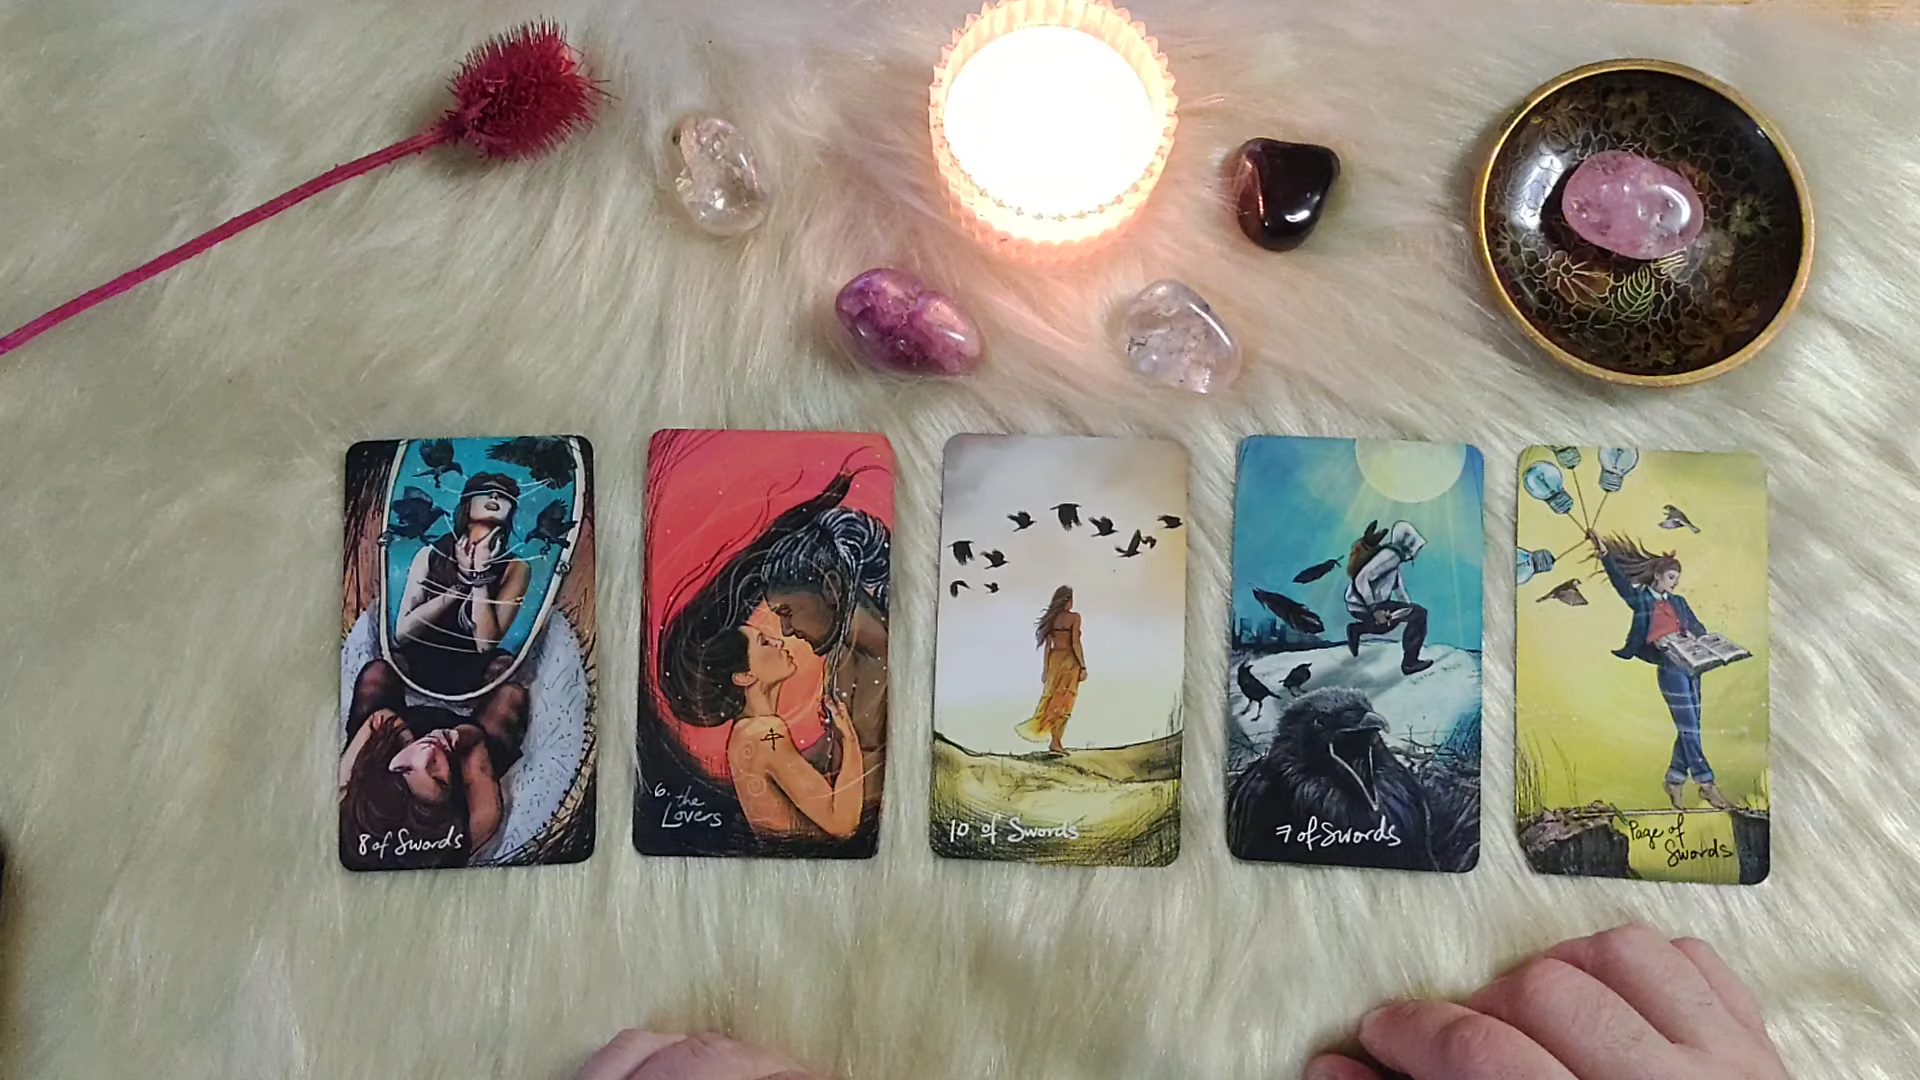 8 of Swords
6. the
Lovers
10 of Swords
7 of Swords
Page of
Swords